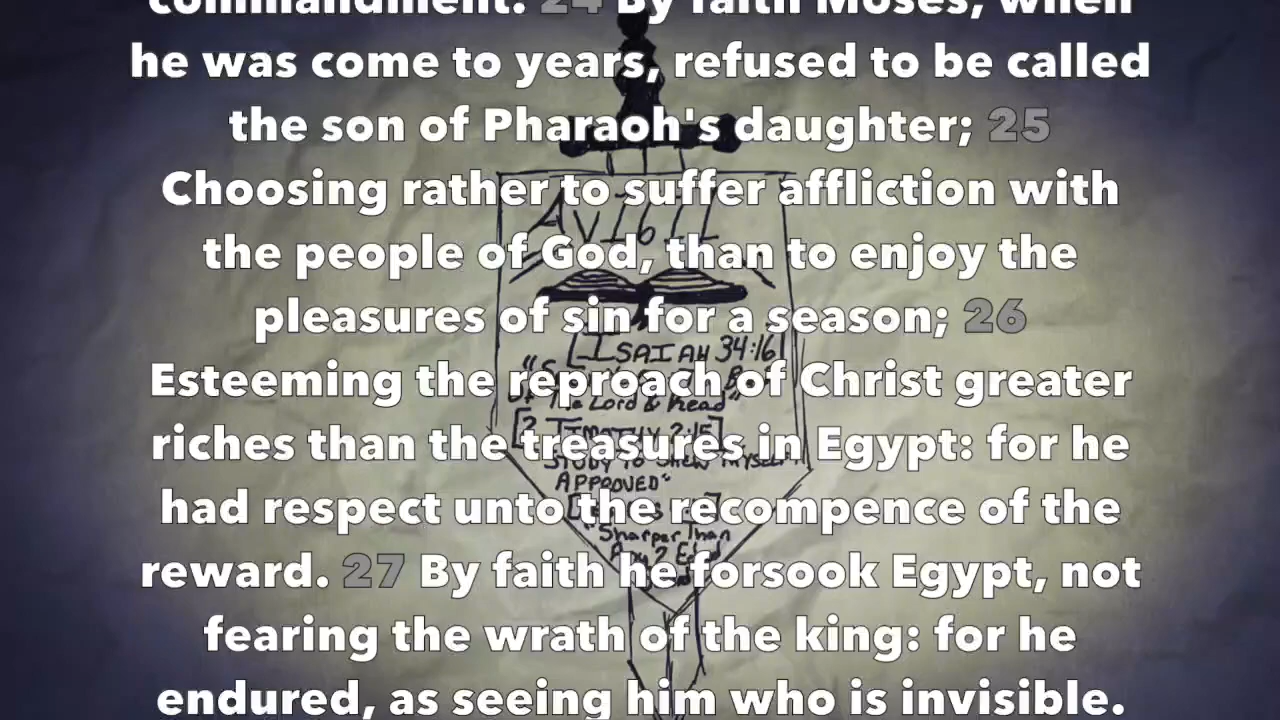 commandment. 24 By faith Moses, when
he was come to years, refused to be called
the son of Pharaoh's daughter; 25
Choosing rather to suffer affliction with
the people of God, than to enjoy the
pleasures of sin for a season; 26
Esteeming the reproach of Christ greater
riches than the treasures in Egypt: for he
had respect unto the recompence of the
reward. 27 By faith he forsook Egypt, not
fearing the wrath of the king: for he
endured, as seeing him who is invisible.
[ISAIAH 34:16]
The Lord & Read"
[2 TIMOTHY 2:15]
STUDY TO SHEW MYSELF
APPROVED"
"Sharper Than
Any 2 Edged